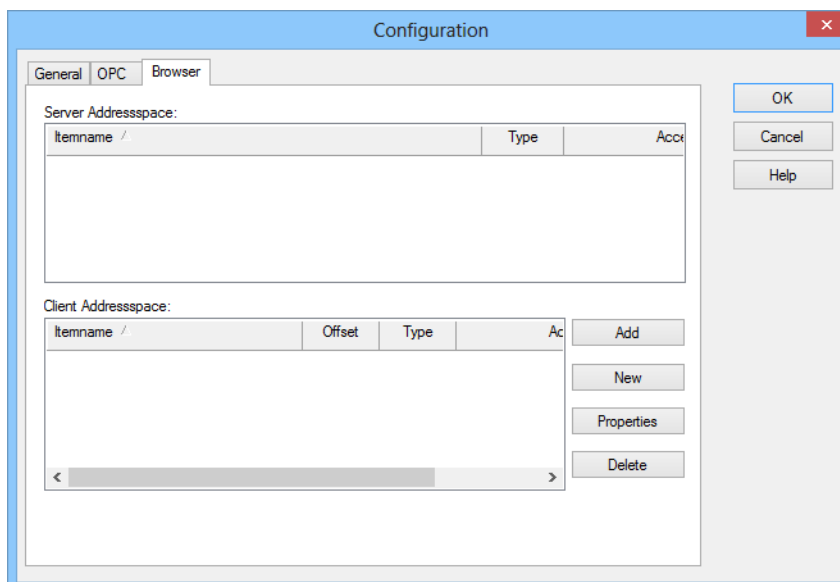 Configuration
General OPC Browser
Server Addressspace:
Itemname Type Acce
Client Addressspace:
Itemname Offset Type Ac
OK
Cancel
Help
Add
New
Properties
Delete